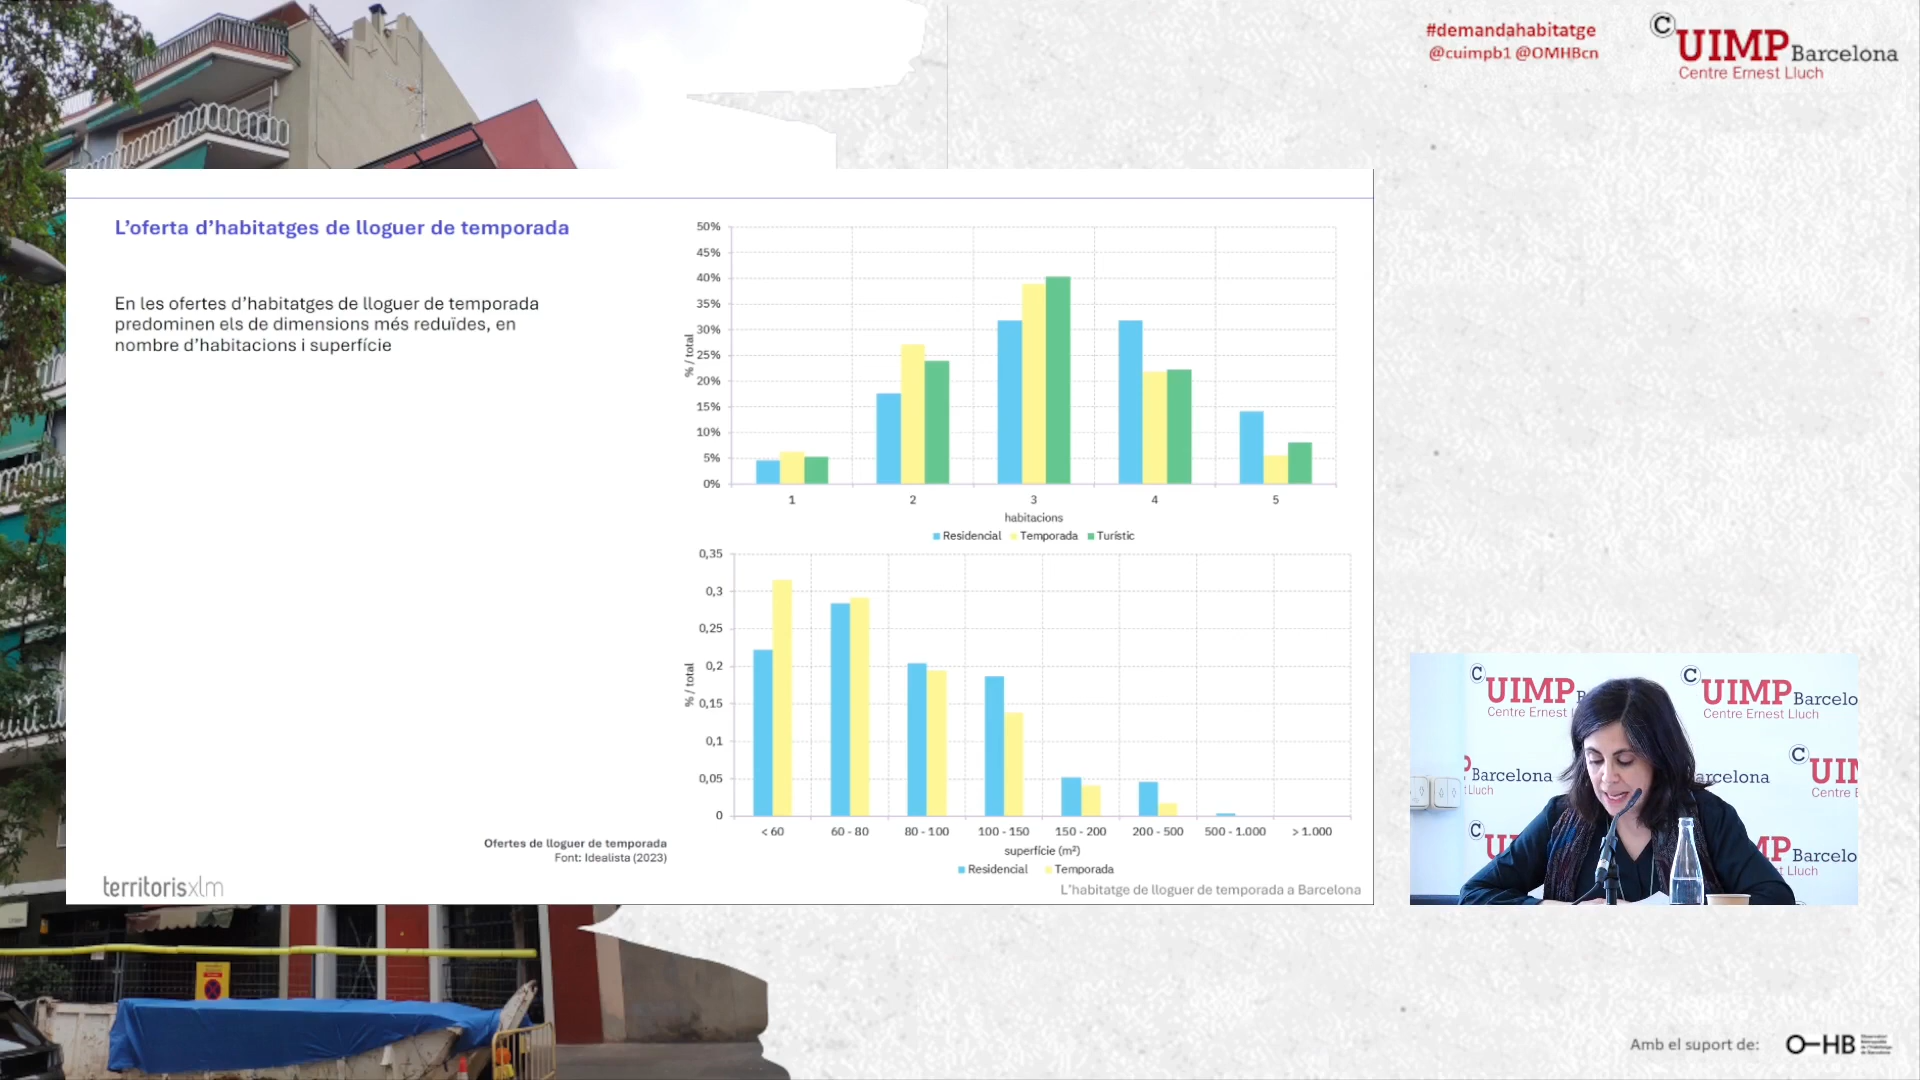 #demandahabitatge
@cuimpb1 @OMHBcn
C UIMP Barcelona
Centre Ernest Lluch
L'oferta d'habitatges de lloguer de temporada
En les ofertes d'habitatges de lloguer de temporada
predominen els de dimensions més reduïdes, en
nombre d'habitacions i superfície
50%
45%
40%
35%
30%
25%
20%
15%
10%
5%
0%
% / total
1 2 3 4 5
habitacions
Residencial Temporada Turístic
0,35
0,3
0,25
0,2
0,15
0,1
0,05
0
% / total
< 60 60 - 80 80 - 100 100 - 150 150 - 200 200 - 500 500 - 1.000 > 1.000
superfície (m²)
Residencial Temporada
Ofertes de lloguer de temporada
Font: Idealista (2023)
territorisxlm
L'habitatge de lloguer de temporada a Barcelona
C UIMP B
Centre Ernest
C UIMP Barcelo
Centre Ernest Lluch
Barcelona
Lluch
arcelona
C UI
Centre E
C U
MP Barcelo
t Lluch
Amb el suport de:
O-HB